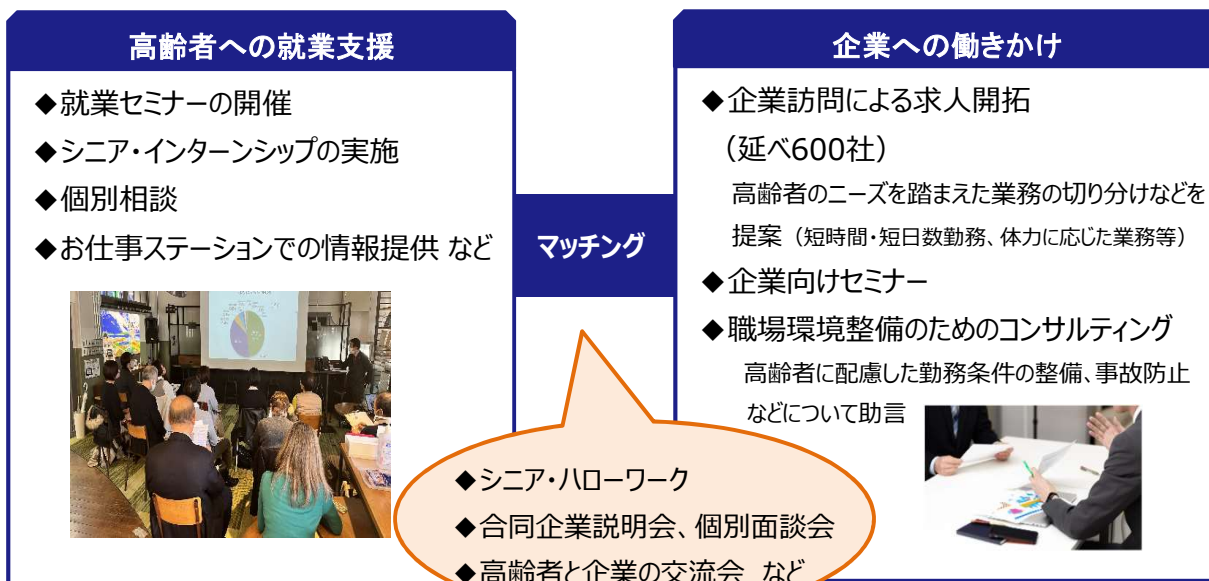 高齢者への就業支援
◆就業セミナーの開催
◆シニア・インターンシップの実施
◆個別相談
◆お仕事ステーションでの情報提供 など
マッチング
企業への働きかけ
◆企業訪問による求人開拓
（延べ600社）
高齢者のニーズを踏まえた業務の切り分けなどを
提案（短時間・短日数勤務、体力に応じた業務等）
◆企業向けセミナー
◆職場環境整備のためのコンサルティング
高齢者に配慮した勤務条件の整備、事故防止
などについて助言
◆シニア・ハローワーク
◆合同企業説明会、個別面談会
◆高齢者と企業の交流会 など